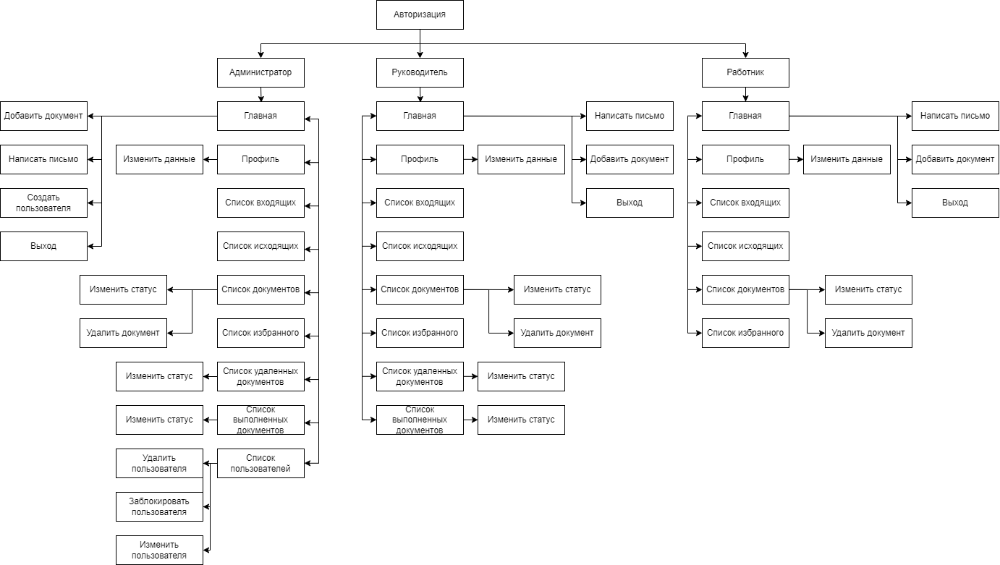 Авторизация
Администратор
Руководитель
Работник
Добавить документ
Главная
Главная
Написать письмо
Главная
Написать письмо
Написать письмо
Изменить данные
Профиль
Профиль
Изменить данные
Добавить документ
Профиль
Изменить данные
Добавить документ
Создать
пользователя
Список входящих
Список входящих
Выход
Список входящих
Выход
Выход
Список исходящих
Список исходящих
Список исходящих
Изменить статус
Список документов
Список документов
Изменить статус
Список документов
Изменить статус
Удалить документ
Список избранного
Список избранного
Удалить документ
Список избранного
Удалить документ
Изменить статус
Список удаленных
документов
Список удаленных
документов
Изменить статус
Изменить статус
Список
выполненных
документов
Список
выполненных
документов
Изменить статус
Удалить
пользователя
Список
пользователей
Заблокировать
пользователя
Изменить
пользователя